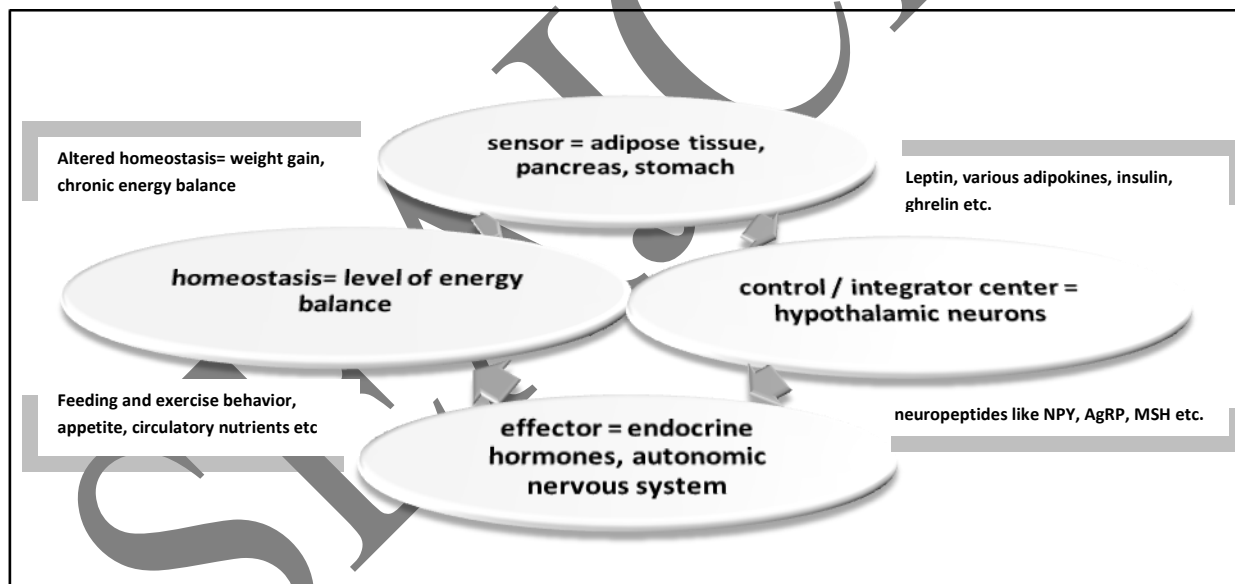 sensor = adipose tissue,
pancreas, stomach
Altered homeostasis= weight gain,
chronic energy balance
Leptin, various adipokines, insulin,
ghrelin etc.
homeostasis= level of energy
balance
control / integrator center =
hypothalamic neurons
Feeding and exercise behavior,
appetite, circulatory nutrients etc
neuropeptides like NPY, AgRP, MSH etc.
effector = endocrine
hormones, autonomic
nervous system